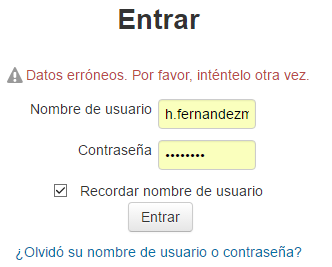 Entrar
Datos erróneos. Por favor, inténtelo otra vez.
Nombre de usuario h.fernandezm
Contraseña ••••••••
Recordar nombre de usuario
Entrar
¿Olvidó su nombre de usuario o contraseña?